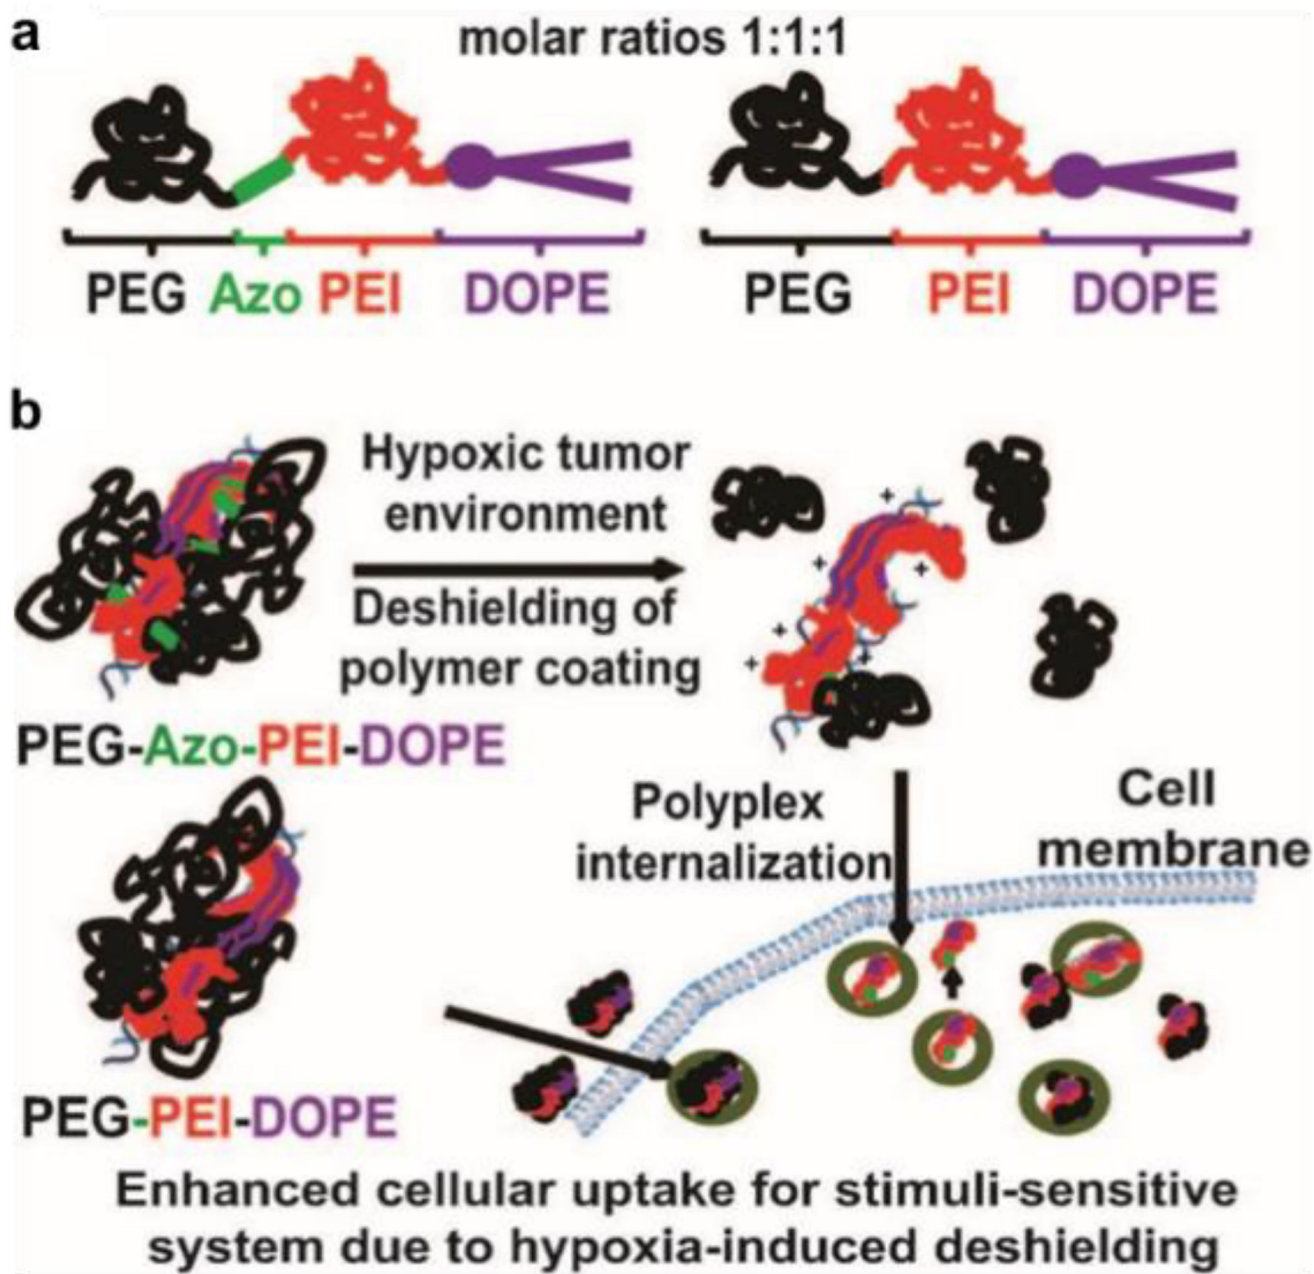 a
molar ratios 1:1:1
PEG Azo PEI DOPE
PEG PEI DOPE
b
Hypoxic tumor
environment
Deshielding of
polymer coating
+ + + + + +
PEG-Azo-PEI-DOPE
Polyplex
internalization
Cell
membrane
PEG-PEI-DOPE
Enhanced cellular uptake for stimuli-sensitive
system due to hypoxia-induced deshielding